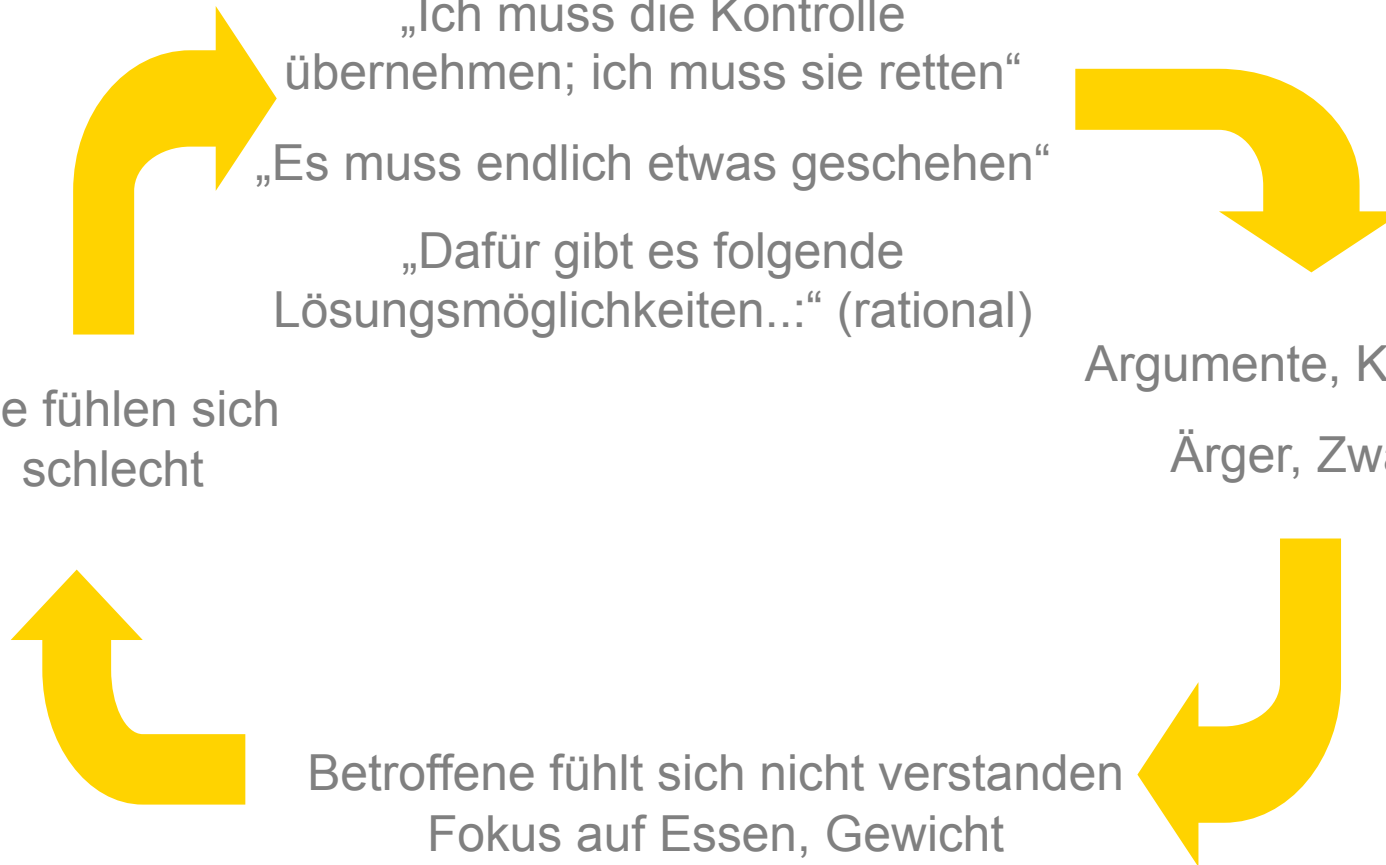 „Ich muss die Kontrolle
übernehmen; ich muss sie retten“
„Es muss endlich etwas geschehen“
„Dafür gibt es folgende
Lösungsmöglichkeiten..:“ (rational)
Argumente,
Ärger,
fühlen sich
schlecht
Betroffene fühlt sich nicht verstanden
Fokus auf Essen, Gewicht